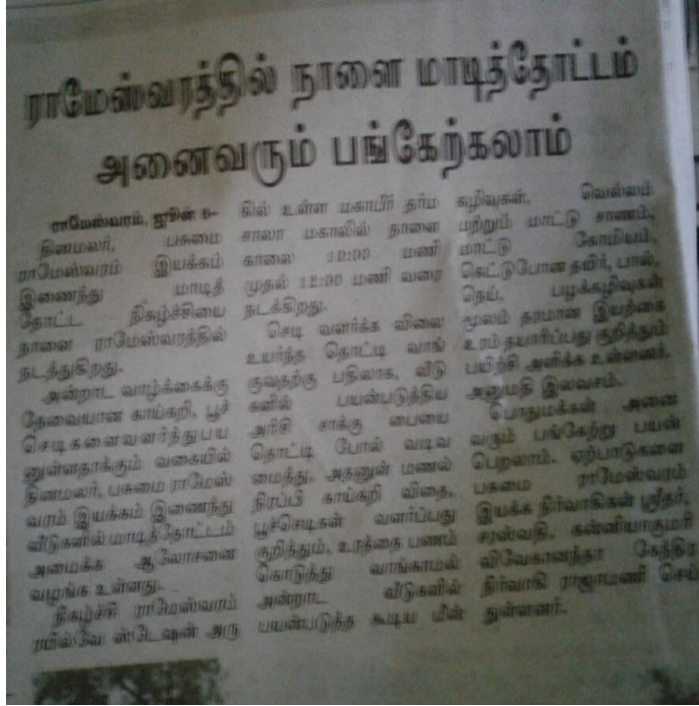 ராமேஸ்வரத்தில் நாளை மாடித்தோட்டம்
அனைவரும் பங்கேற்கலாம்
ராமேஸ்வரம், ஜூன் 6–
தினமலர், பசுமை
ராமேஸ்வரம் இயக்கம்
இணைந்து மாடித்
தோட்ட நிகழ்ச்சியை
நாளை ராமேஸ்வரத்தில்
நடத்துகிறது.
அன்றாட வாழ்க்கைக்கு
தேவையான காய்கறி, பூச்
செடிகளைவளர்த்துபய
னுள்ளதாக்கும் வகையில்
தினமலர், பசுமை ராமேஸ்
வரம் இயக்கம் இணைந்து
வீடுகளில் மாடித்தோட்டம்
அமைக்க ஆலோசனை
வழங்க உள்ளது.
நிகழ்ச்சி ராமேஸ்வரம்
ரயில்வே ஸ்டேஷன் அரு
கில் உள்ள மகாபீர் தர்ம
சாலா மகாலில் நாளை
காலை 10:00 மணி
முதல் 12:00 மணி வரை
நடக்கிறது.
செடி வளர்க்க விலை
உயர்ந்த தொட்டி வாங்
குவதற்கு பதிலாக, வீடு
களில் பயன்படுத்திய
அரிசி சாக்கு பையை
தொட்டி போல் வடிவ
மைத்து, அதனுள் மணல்
நிரப்பி காய்கறி விதை,
பூச்செடிகள் வளர்ப்பது
குறித்தும், உரத்தை பணம்
கொடுத்து வாங்காமல்
அன்றாட வீடுகளில்
பயன்படுத்த கூடிய மீன்
கழிவுகள், வெல்லம்
மற்றும் மாட்டு சாணம்,
மாட்டு கோமியம்,
கெட்டுபோன தயிர், பால்,
நெய், பழக்கழிவுகள்
மூலம் தரமான இயற்கை
உரம் தயாரிப்பது குறித்தும்
பயிற்சி அளிக்க உள்ளனர்.
அனுமதி இலவசம்.
பொதுமக்கள் அனை
வரும் பங்கேற்று பயன்
பெறலாம். ஏற்பாடுகளை
பசுமை ராமேஸ்வரம்
இயக்க நிர்வாகிகள் ஸ்ரீதர்,
சரஸ்வதி, கன்னியாகுமரி
விவேகானந்தா கேந்திர
நிர்வாகி ராஜாமணி செய்
துள்ளனர்.